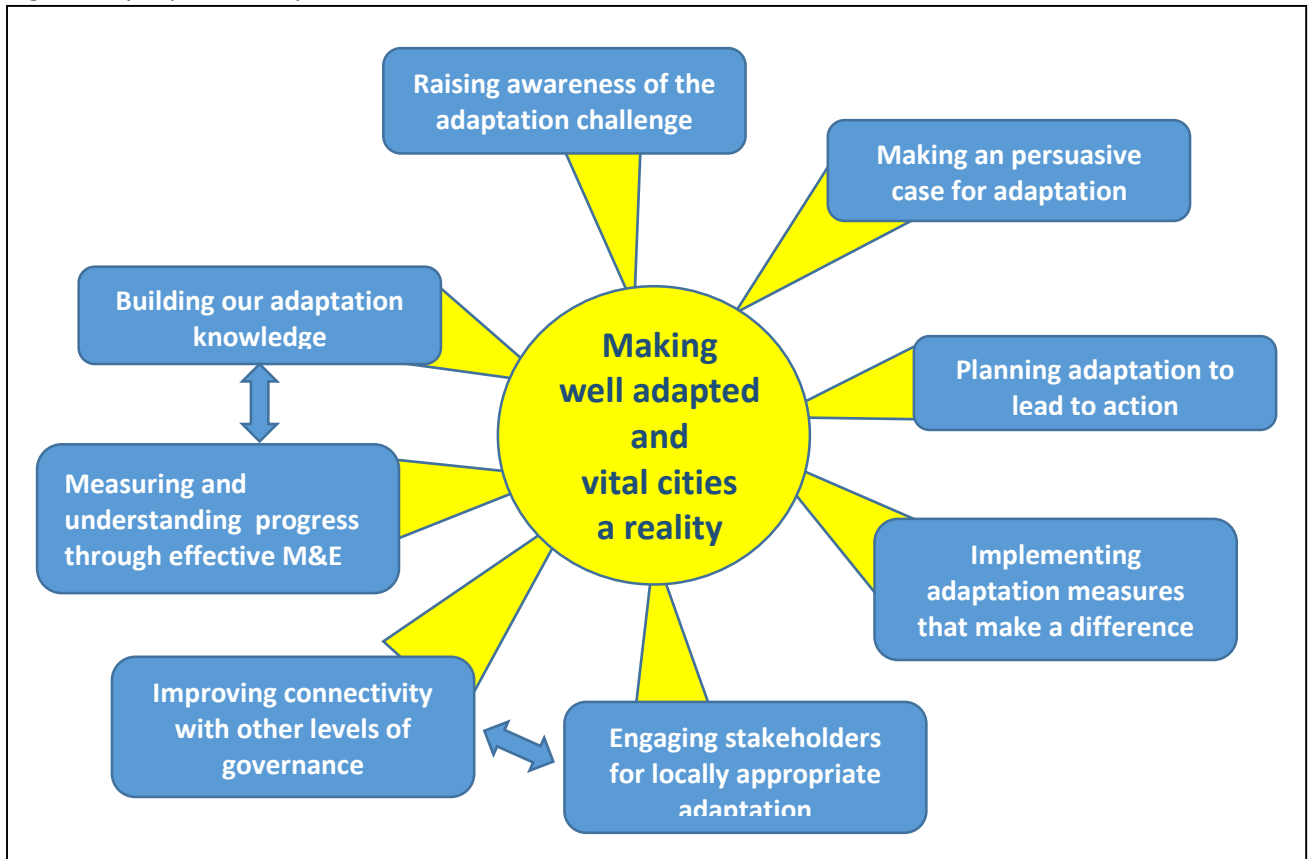 Raising awareness of the
adaptation challenge
Making an persuasive
case for adaptation
Building our adaptation
knowledge
Making
well adapted
and
vital cities
a reality
Planning adaptation to
lead to action
Measuring and
understanding progress
through effective M&E
Implementing
adaptation measures
that make a difference
Improving connectivity
with other levels of
governance
Engaging stakeholders
for locally appropriate
adaptation